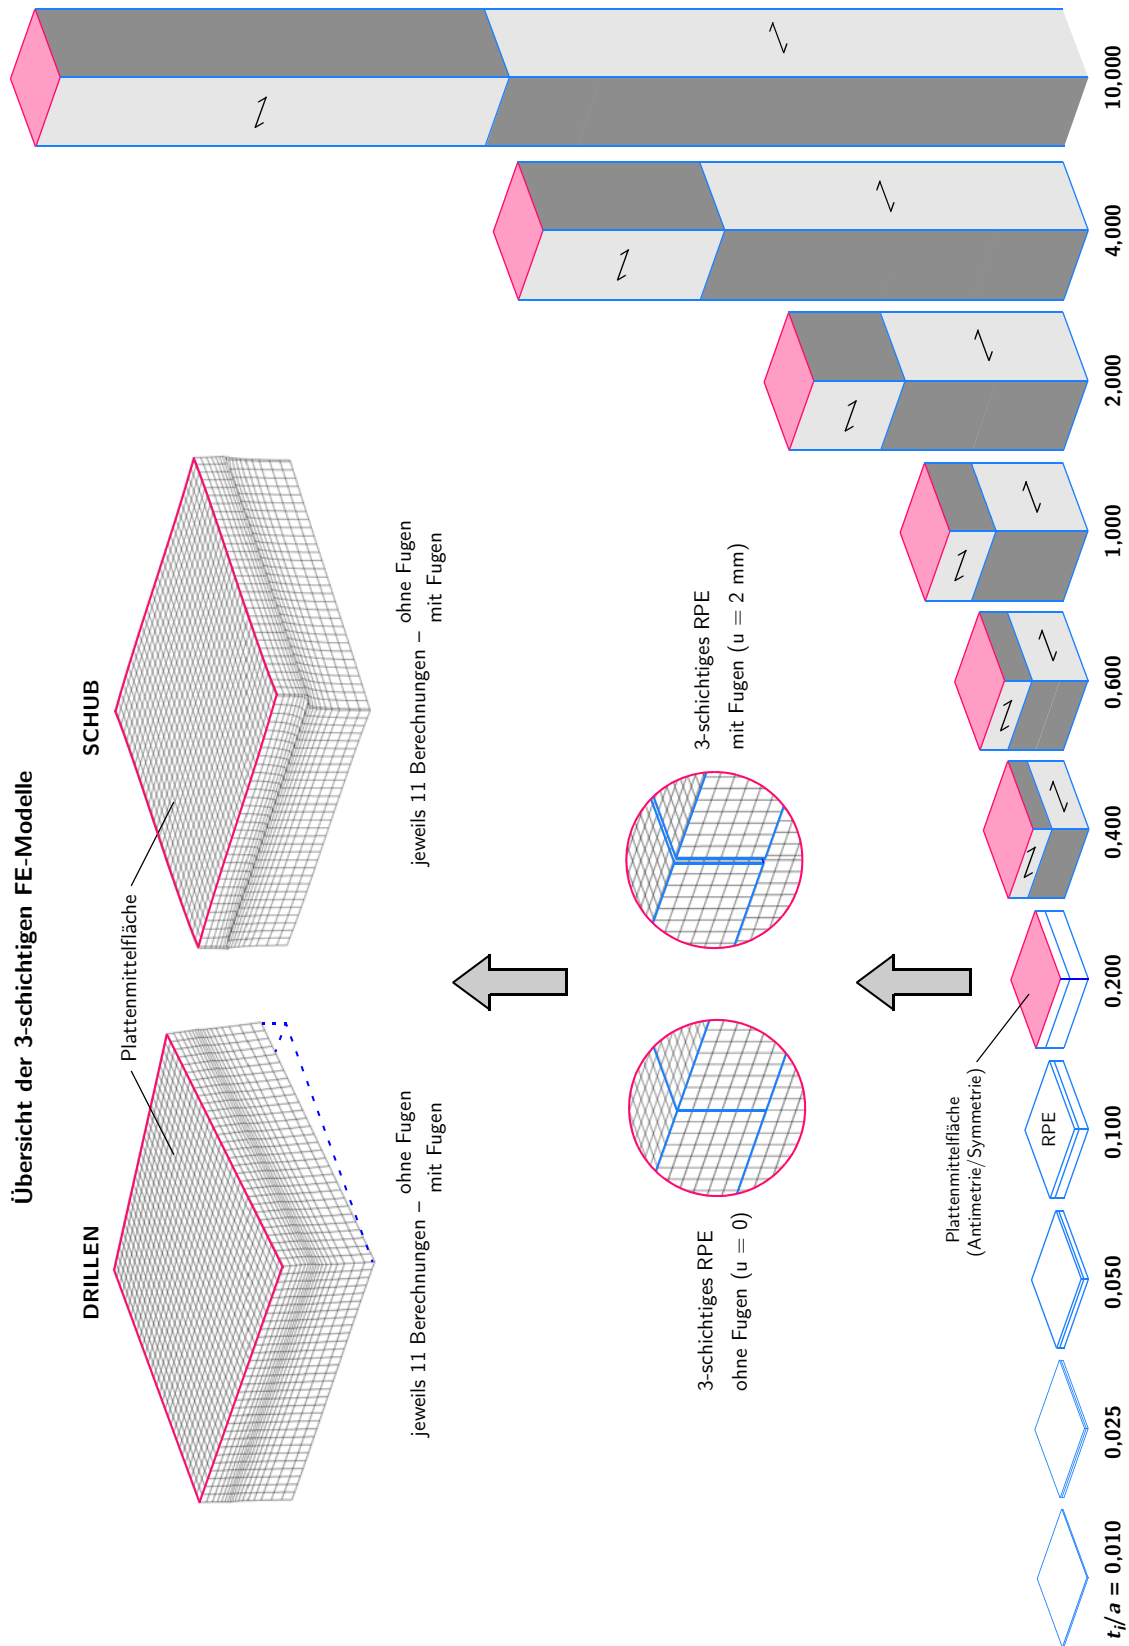 Übersicht der 3-schichtigen FE-Modelle
DRILLEN
SCHUB
Plattenmittelfläche
jeweils 11 Berechnungen – ohne Fugen
mit Fugen
jeweils 11 Berechnungen – ohne Fugen
mit Fugen
3-schichtiges RPE
ohne Fugen (u = 0)
3-schichtiges RPE
mit Fugen (u = 2 mm)
Plattenmittelfläche
(Antimetrie/Symmetrie)
RPE
tᵢ/a = 0,010 0,025 0,050 0,100 0,200 0,400 0,600 1,000 2,000 4,000 10,000